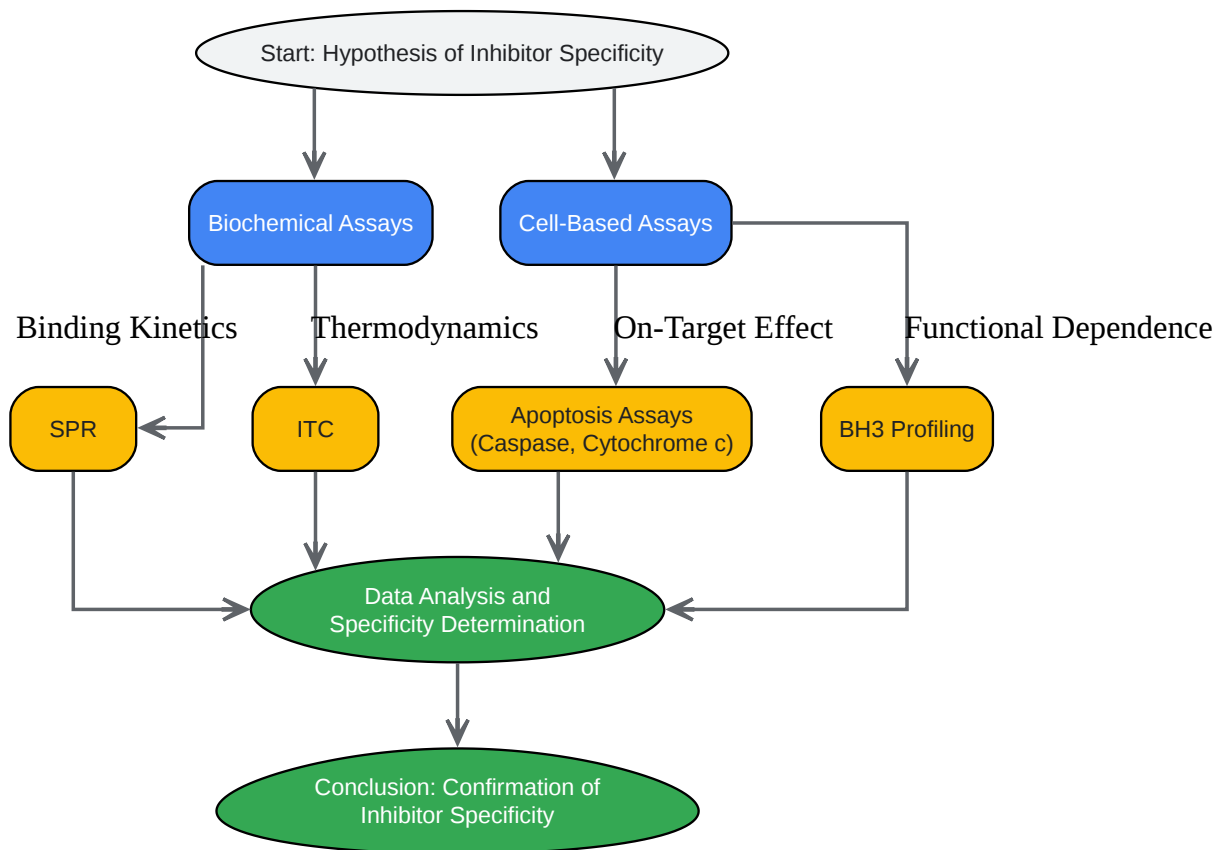 Start: Hypothesis of Inhibitor Specificity
Biochemical Assays
Cell-Based Assays
Binding Kinetics
Thermodynamics
On-Target Effect
Functional Dependence
SPR
ITC
Apoptosis Assays
(Caspase, Cytochrome c)
BH3 Profiling
Data Analysis and
Specificity Determination
Conclusion: Confirmation of
Inhibitor Specificity